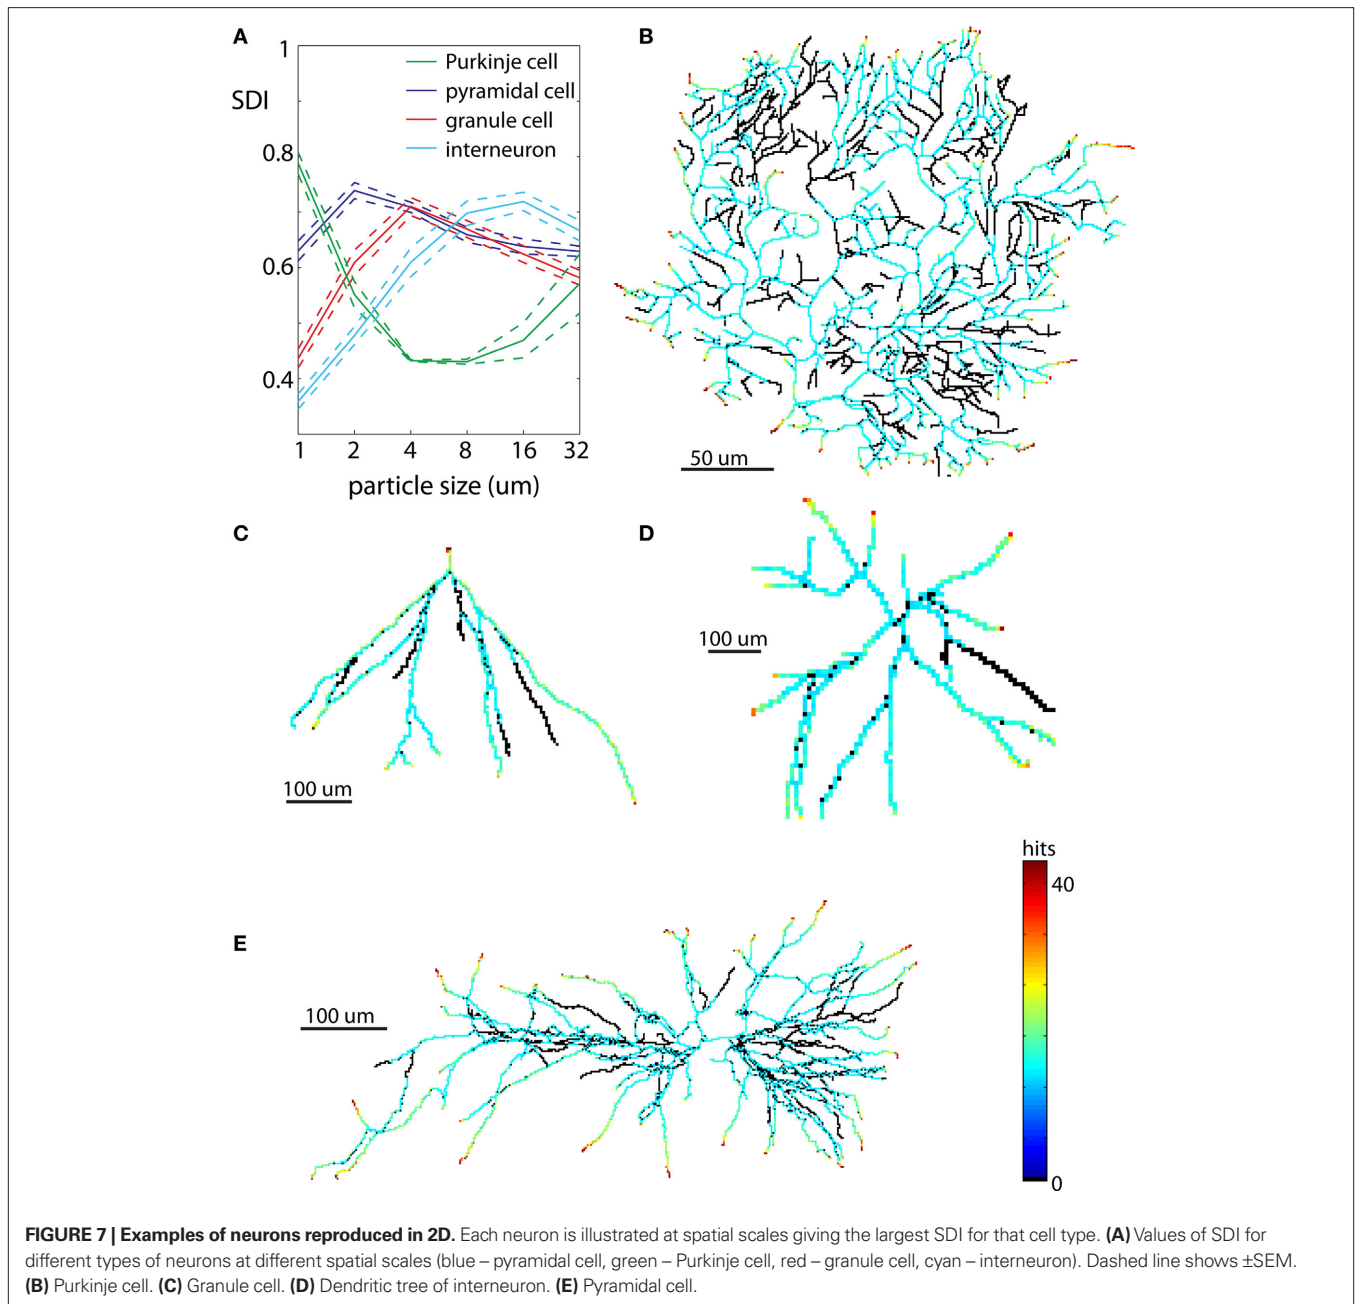 A
1
SDI
0.8
0.6
0.4
Purkinje cell
pyramidal cell
granule cell
interneuron
1 2 4 8 16 32
particle size (um)
B
50 um
C
100 um
D
100 um
hits
40
0
E
100 um
FIGURE 7 | Examples of neurons reproduced in 2D. Each neuron is illustrated at spatial scales giving the largest SDI for that cell type. (A) Values of SDI for
different types of neurons at different spatial scales (blue – pyramidal cell, green – Purkinje cell, red – granule cell, cyan – interneuron). Dashed line shows ±SEM.
(B) Purkinje cell. (C) Granule cell. (D) Dendritic tree of interneuron. (E) Pyramidal cell.